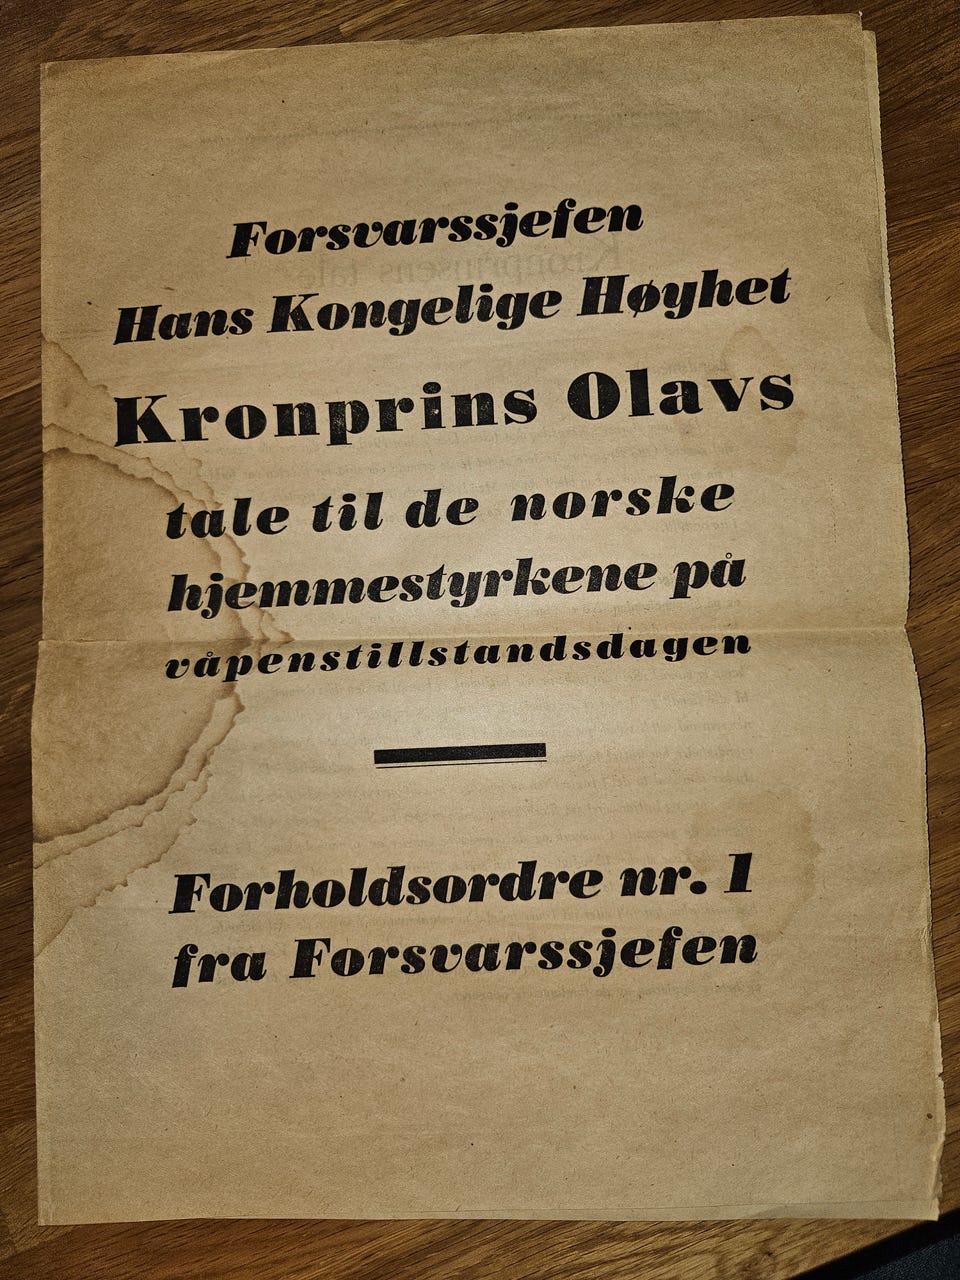 Forsvarssjefen
Hans Kongelige Høyhet
Kronprins Olavs
tale til de norske
hjemmestyrkene på
våpenstillstandsdagen
Forholdsordre nr. 1
fra Forsvarssjefen